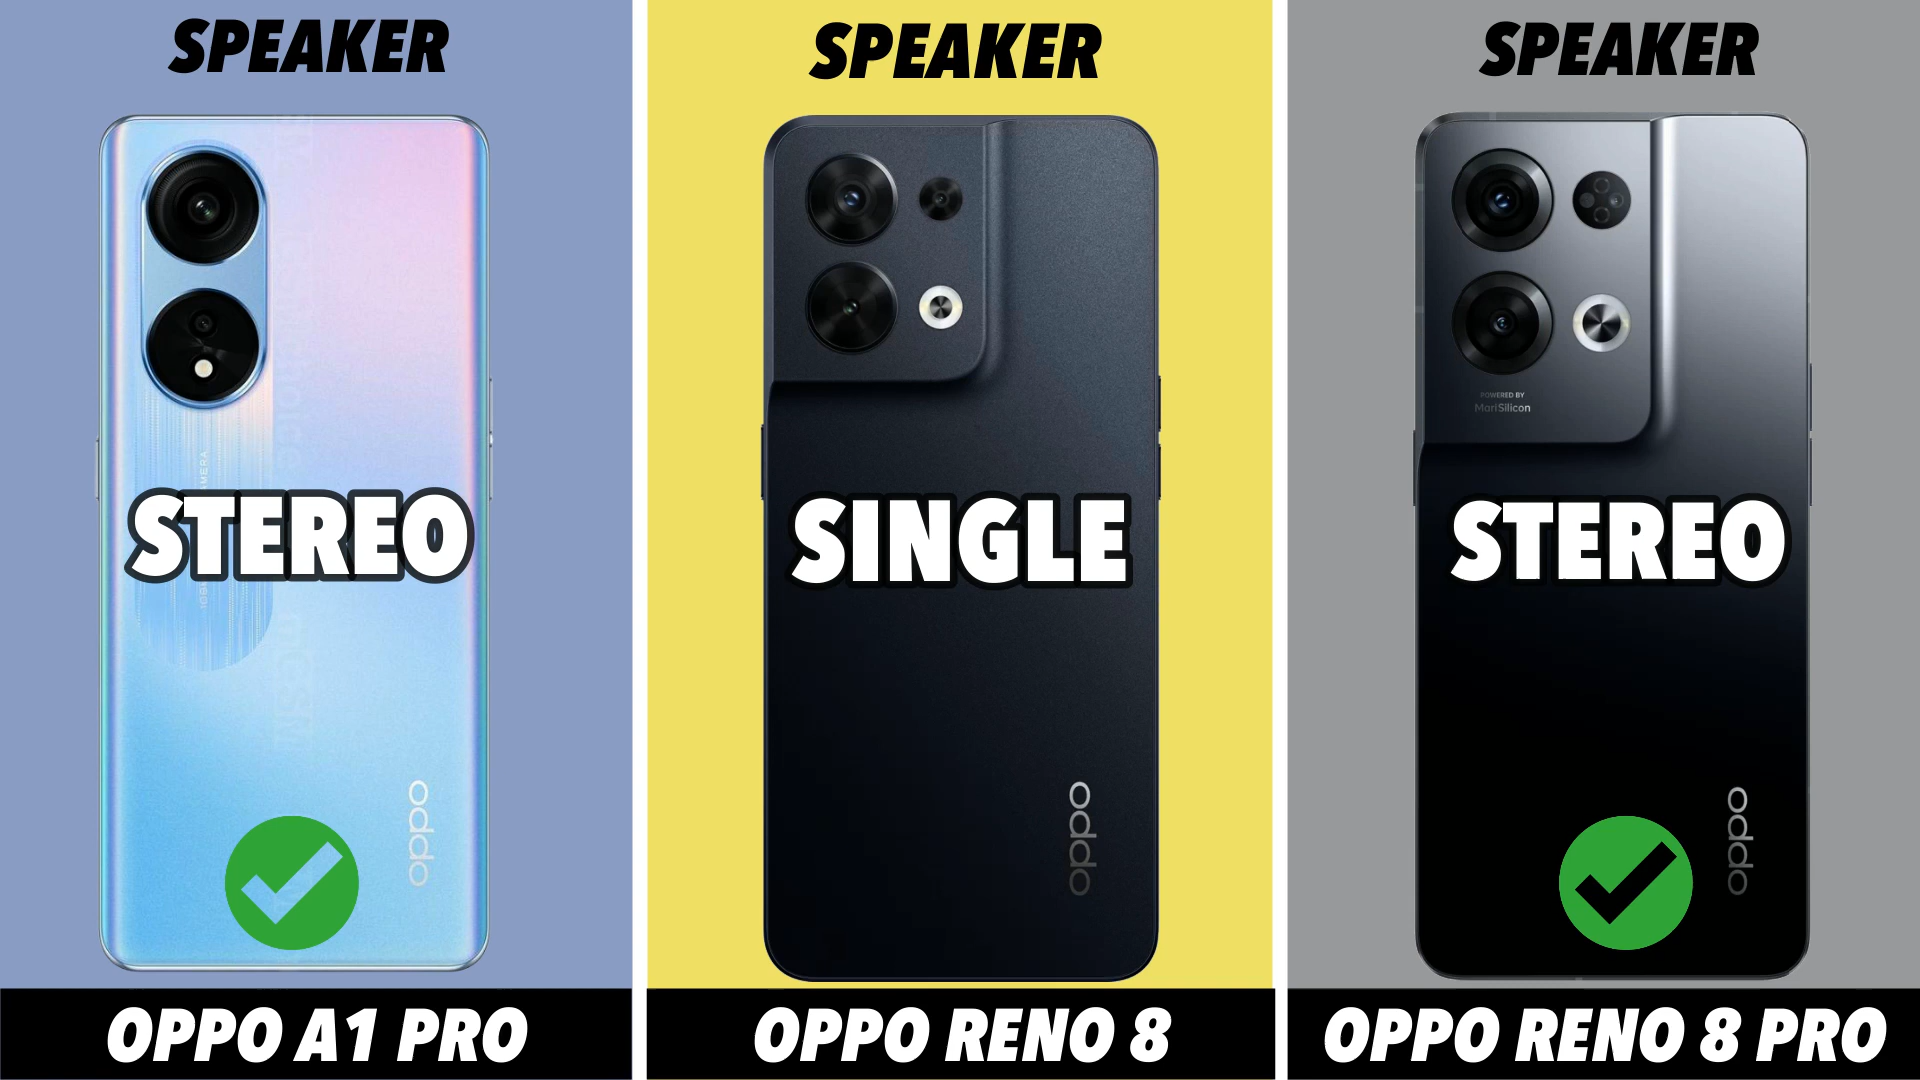 SPEAKER
STEREO
oppo
OPPO A1 PRO
SPEAKER
SINGLE
oppo
OPPO RENO 8
SPEAKER
POWERED BY
MariSilicon
STEREO
oppo
OPPO RENO 8 PRO